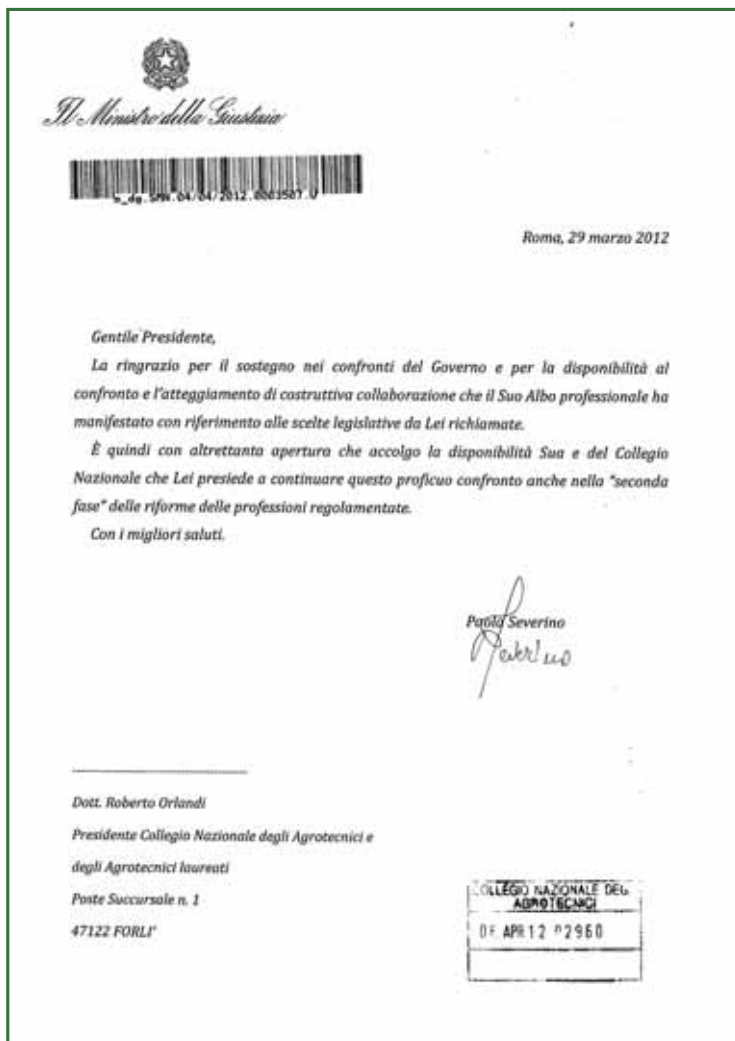 Il Ministro della Giustizia
m_dg.SMN.04/04/2012.0003507.U
Roma, 29 marzo 2012
Gentile Presidente,
La ringrazio per il sostegno nei confronti del Governo e per la disponibilità al
confronto e l'atteggiamento di costruttiva collaborazione che il Suo Albo professionale ha
manifestato con riferimento alle scelte legislative da Lei richiamate.
È quindi con altrettanta apertura che accolgo la disponibilità Sua e del Collegio
Nazionale che Lei presiede a continuare questo proficuo confronto anche nella "seconda
fase" delle riforme delle professioni regolamentate.
Con i migliori saluti.
Paola Severino
Severino
Dott. Roberto Orlandi
Presidente Collegio Nazionale degli Agrotecnici e
degli Agrotecnici laureati
Poste Succursale n. 1
47122 FORLI'
COLLEGIO NAZIONALE DEG.
AGROTECNICI
APR 12 02960